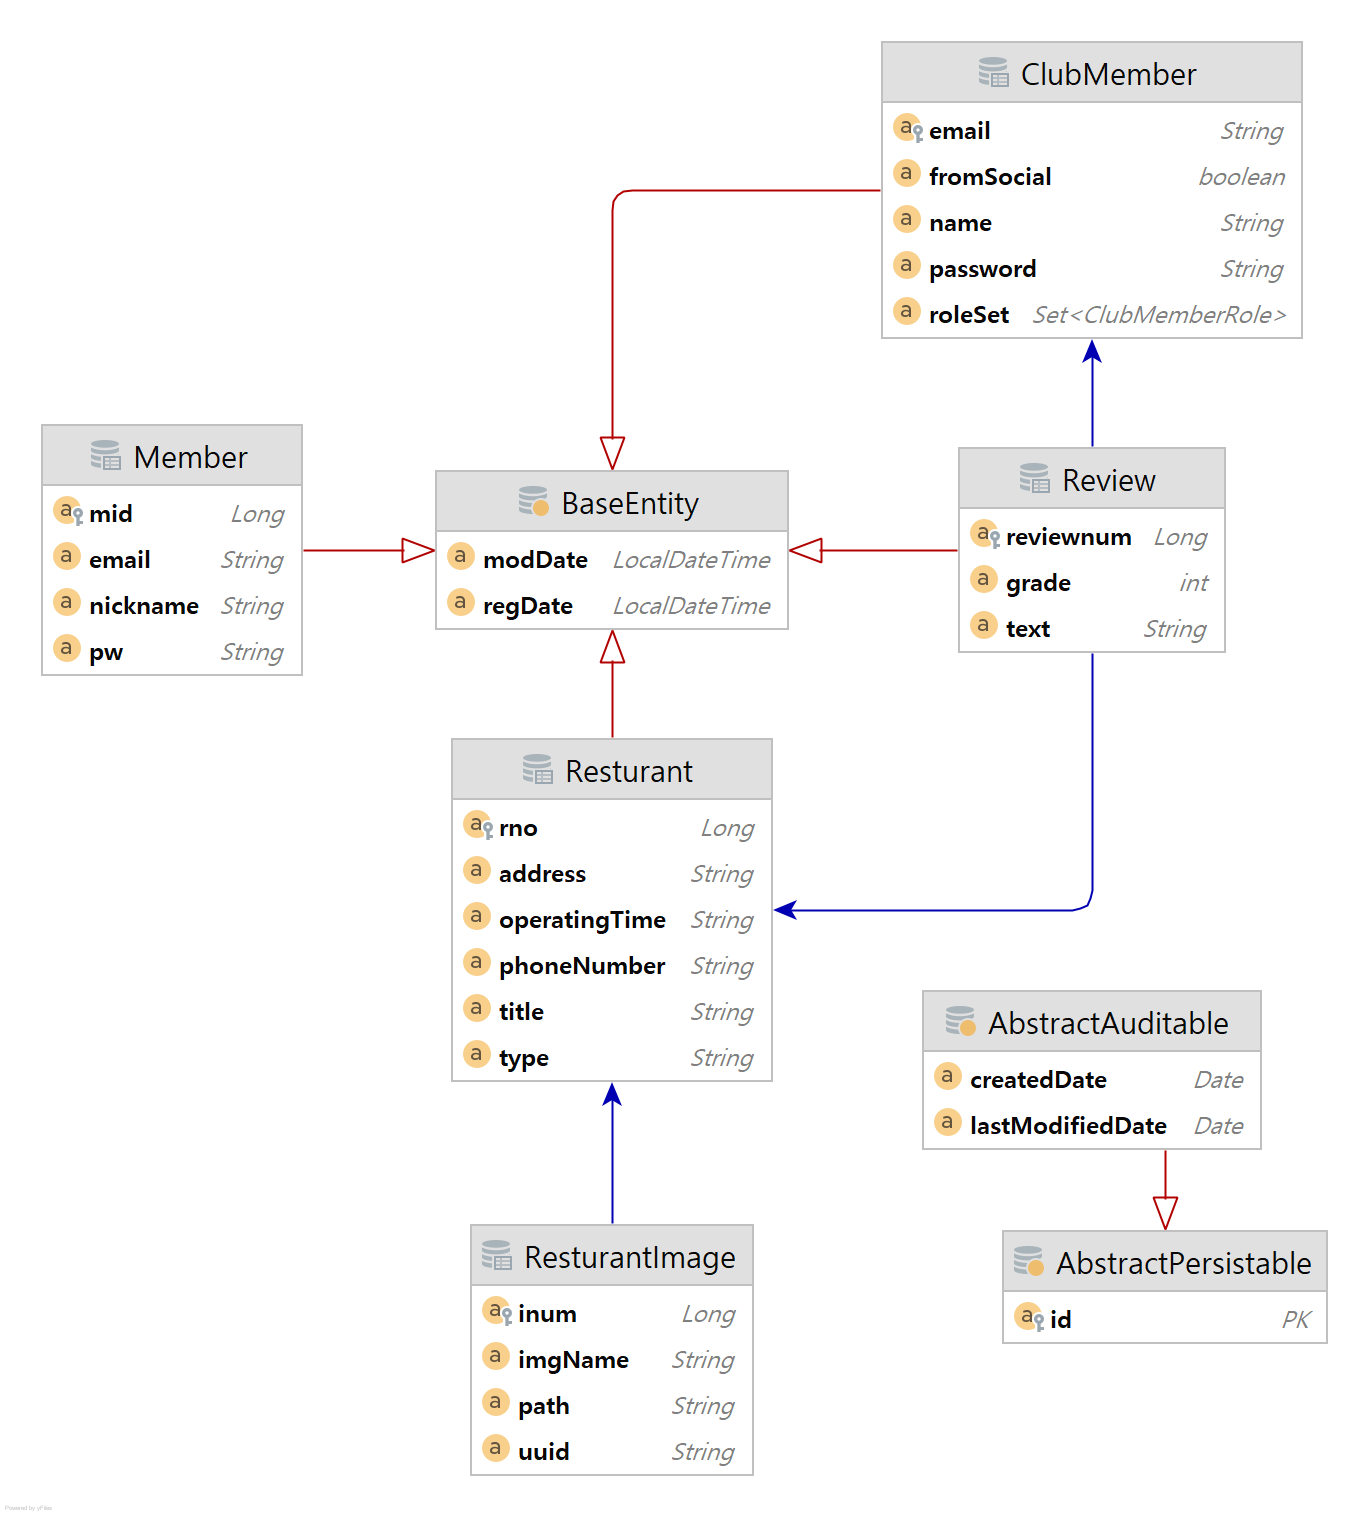 ClubMember
email String
fromSocial boolean
name String
password String
roleSet Set<ClubMemberRole>
Member
mid Long
email String
nickname String
pw String
BaseEntity
modDate LocalDateTime
regDate LocalDateTime
Review
reviewnum Long
grade int
text String
Resturant
rno Long
address String
operatingTime String
phoneNumber String
title String
type String
AbstractAuditable
createdDate Date
lastModifiedDate Date
AbstractPersistable
id PK
ResturantImage
inum Long
imgName String
path String
uuid String
Powered by yFiles